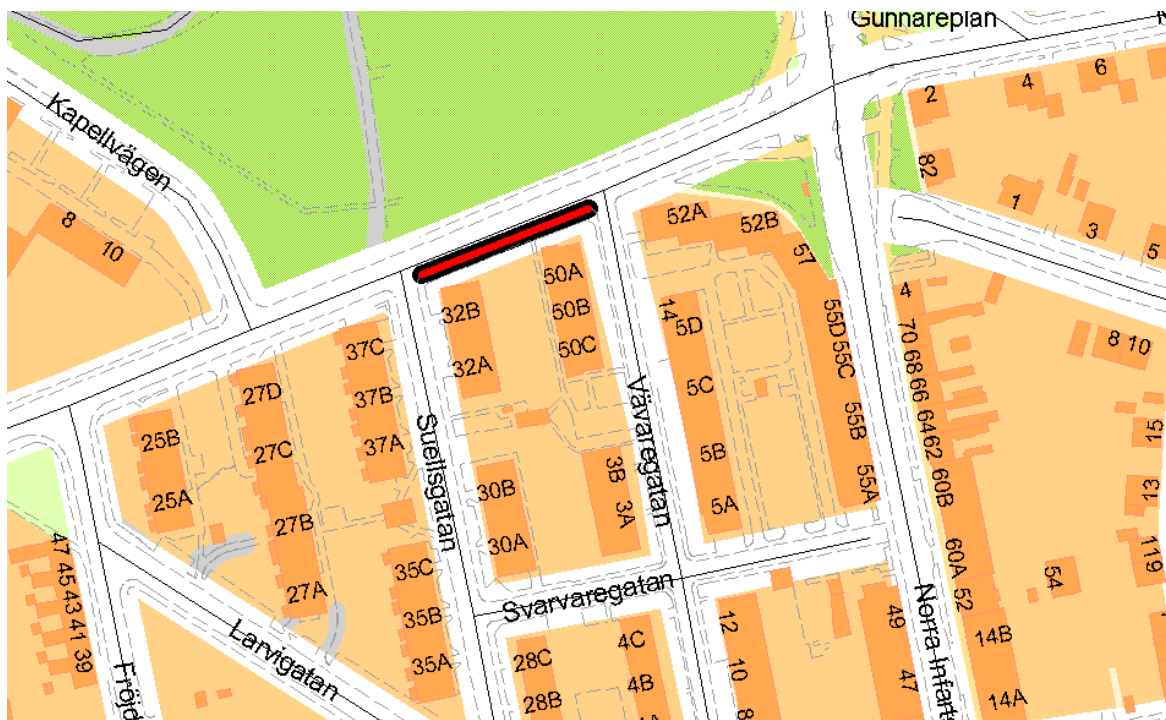 Gunnareplan
Kapellvägen
8
10
2
4
6
82
1
3
5
52A
52B
57
50A
50B
50C
32B
32A
14
5D
5C
5B
5A
55D
55C
55B
55A
4
70
68
66
64
62
60B
60A
52
8
10
15
13
119
54
37C
37B
37A
27D
27C
27B
27A
25B
25A
Suellsgatan
Vävaregatan
30B
30A
3B
3A
35C
35B
35A
47
45
43
41
39
Larvigatan
Svarvaregatan
Fröjd
28C
28B
4C
4B
12
10
8
49
47
Norra Infarts
14B
14A